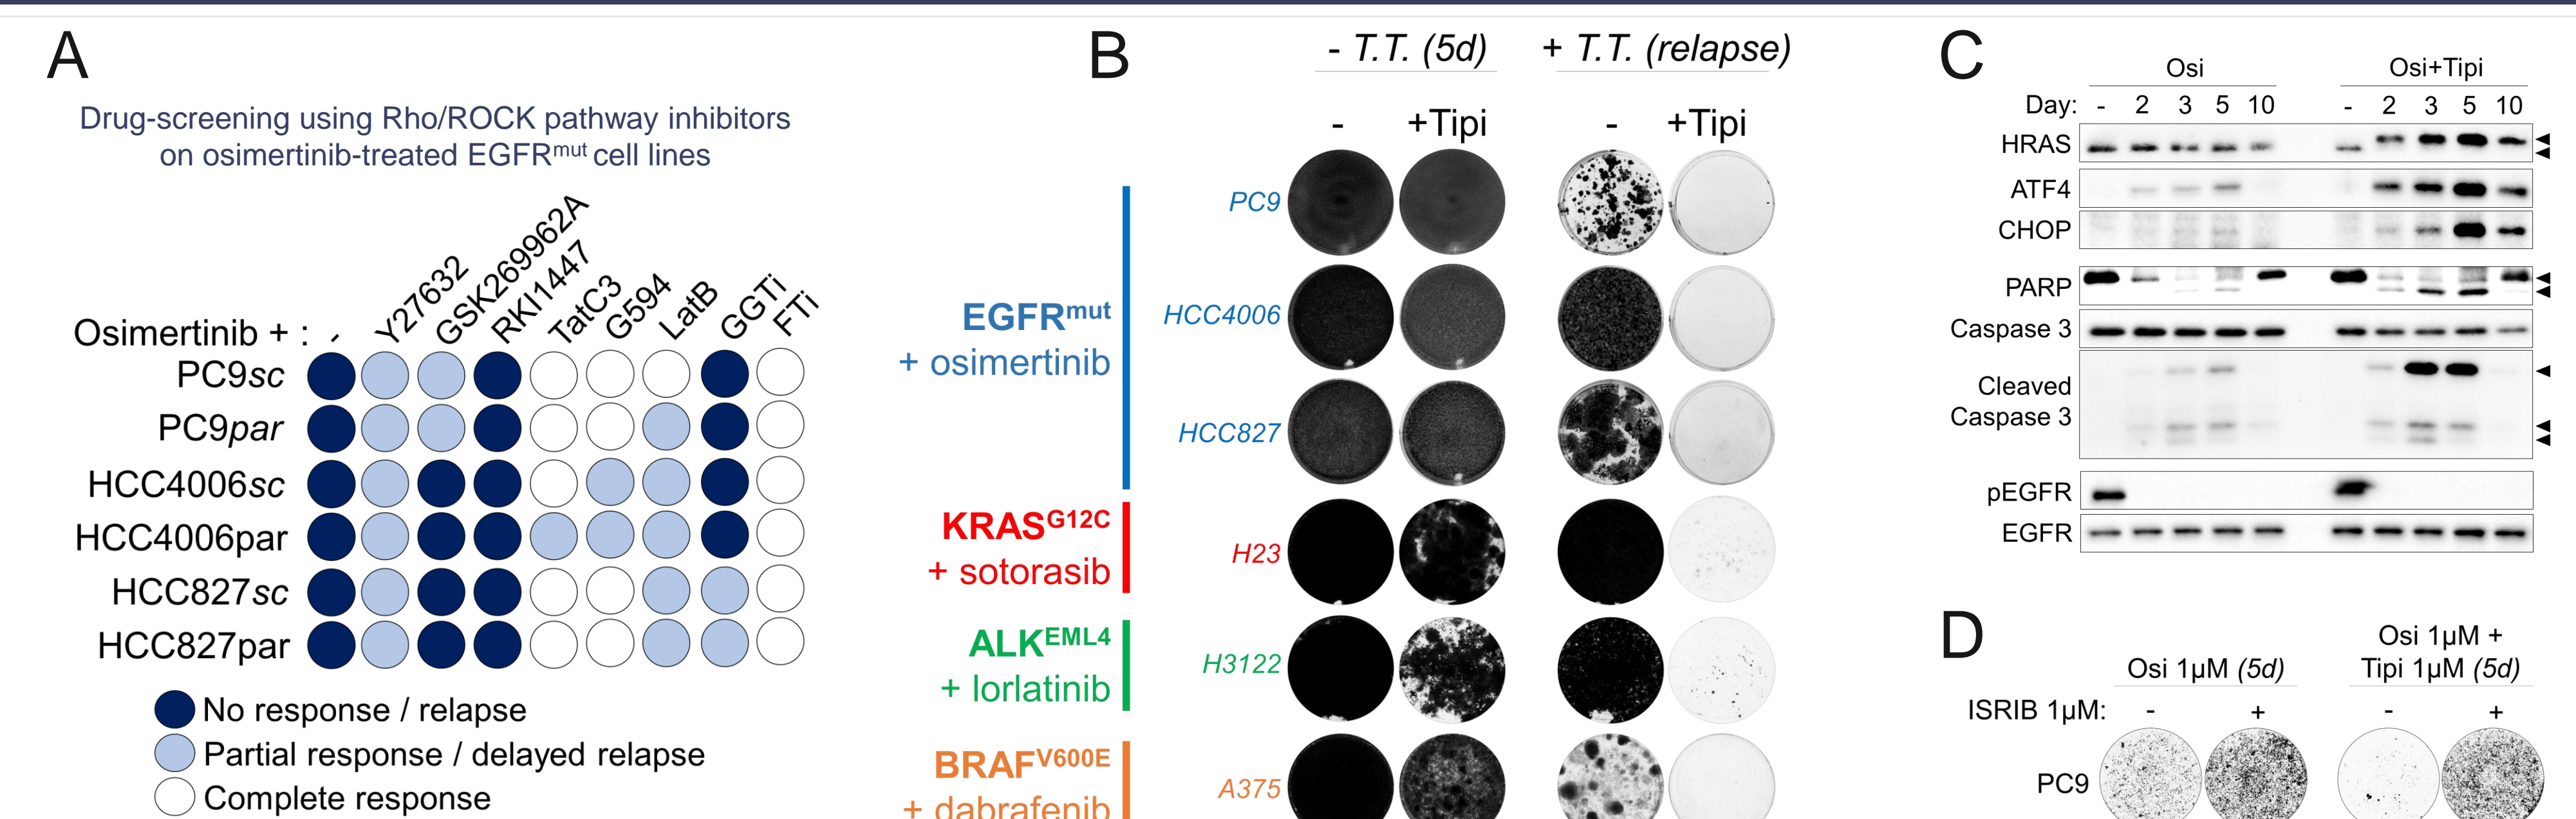 A
Drug-screening using Rho/ROCK pathway inhibitors
on osimertinib-treated EGFRmut cell lines
Osimertinib + : - Y27632 GSK269962A RKI1447 TatC3 G594 LatB GGTi FTi
PC9sc
PC9par
HCC4006sc
HCC4006par
HCC827sc
HCC827par
No response / relapse
Partial response / delayed relapse
Complete response
B
- T.T. (5d) + T.T. (relapse)
- +Tipi - +Tipi
EGFRmut
+ osimertinib
PC9
HCC4006
HCC827
KRASG12C
+ sotorasib
H23
ALKEML4
+ lorlatinib
H3122
BRAFV600E
+ dabrafenib
A375
C
Osi Osi+Tipi
Day: - 2 3 5 10 - 2 3 5 10
HRAS
ATF4
CHOP
PARP
Caspase 3
Cleaved
Caspase 3
pEGFR
EGFR
D
Osi 1µM (5d)
Osi 1µM +
Tipi 1µM (5d)
ISRIB 1µM: - + - +
PC9